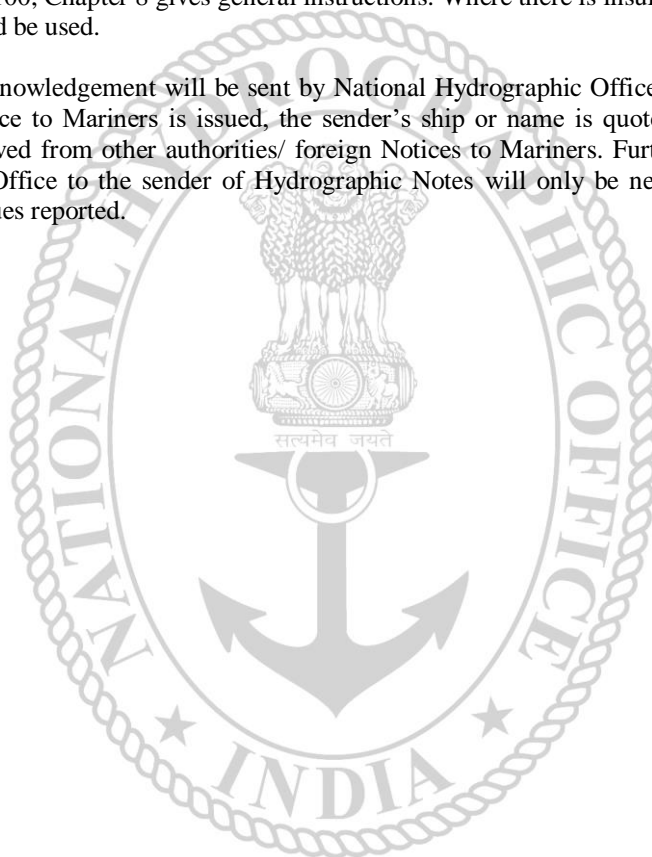 Chapter 8 gives general instructions. Where there is insu
d be used.
nowledgement will be sent by National Hydrographic Office
ce to Mariners is issued, the sender’s ship or name is quote
ved from other authorities/ foreign Notices to Mariners. Furt
Office to the sender of Hydrographic Notes will only be ne
ues reported.
NATIONAL HYDROGRAPHIC OFFICE
सत्यमेव जयते
INDIA